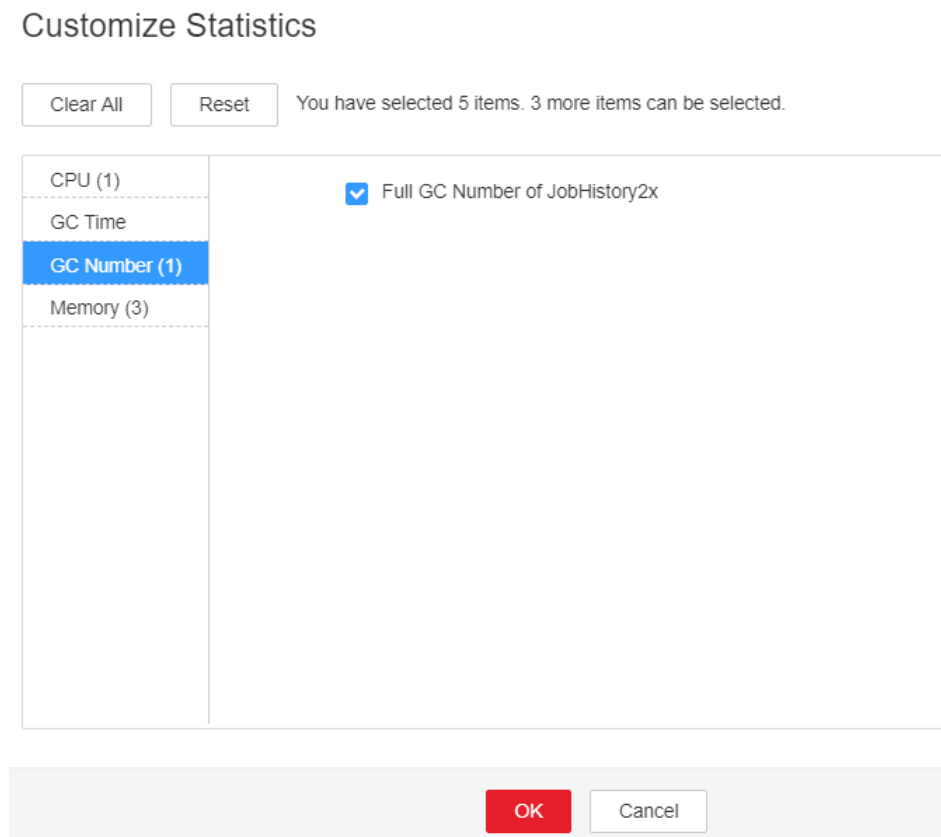 Customize Statistics
Clear All
Reset
You have selected 5 items. 3 more items can be selected.
CPU (1)
Full GC Number of JobHistory2x
GC Time
GC Number (1)
Memory (3)
OK
Cancel